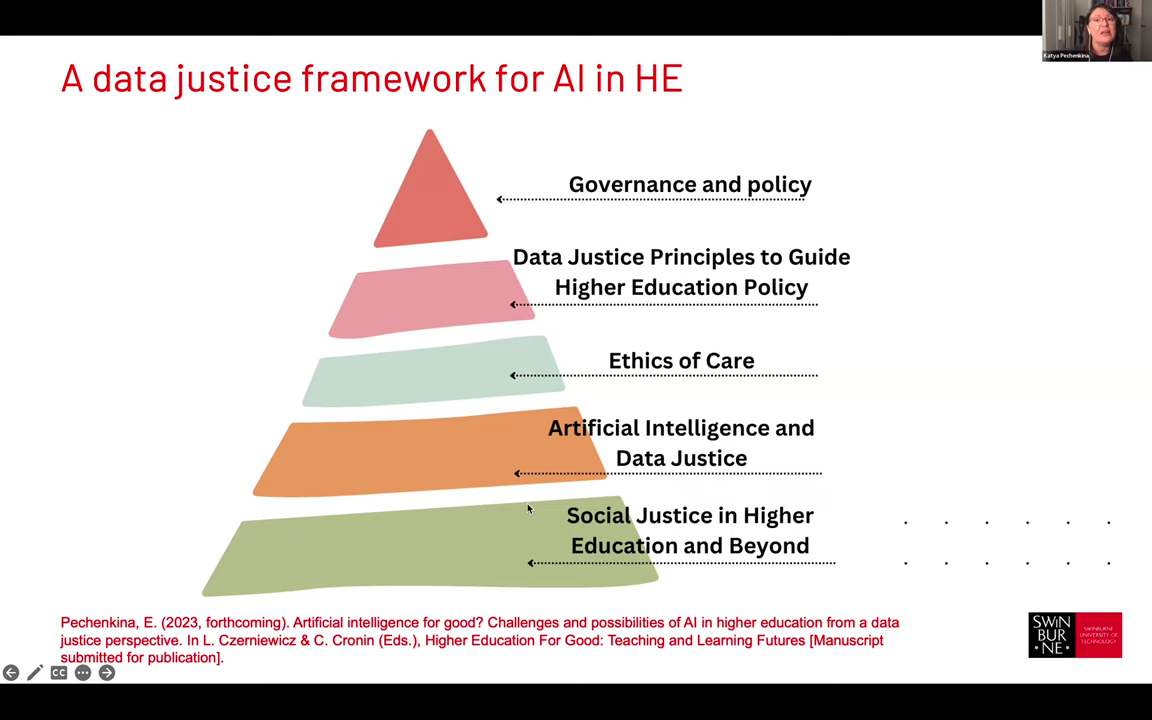 Katya Pechenkina
A data justice framework for AI in HE
Governance and policy
Data Justice Principles to Guide
Higher Education Policy
Ethics of Care
Artificial Intelligence and
Data Justice
Social Justice in Higher
Education and Beyond
Pechenkina, E. (2023, forthcoming). Artificial intelligence for good? Challenges and possibilities of AI in higher education from a data
justice perspective. In L. Czerniewicz & C. Cronin (Eds.), Higher Education For Good: Teaching and Learning Futures [Manuscript
submitted for publication].
CC
SWIN
BUR
• NE •
SWINBURNE
UNIVERSITY OF
TECHNOLOGY